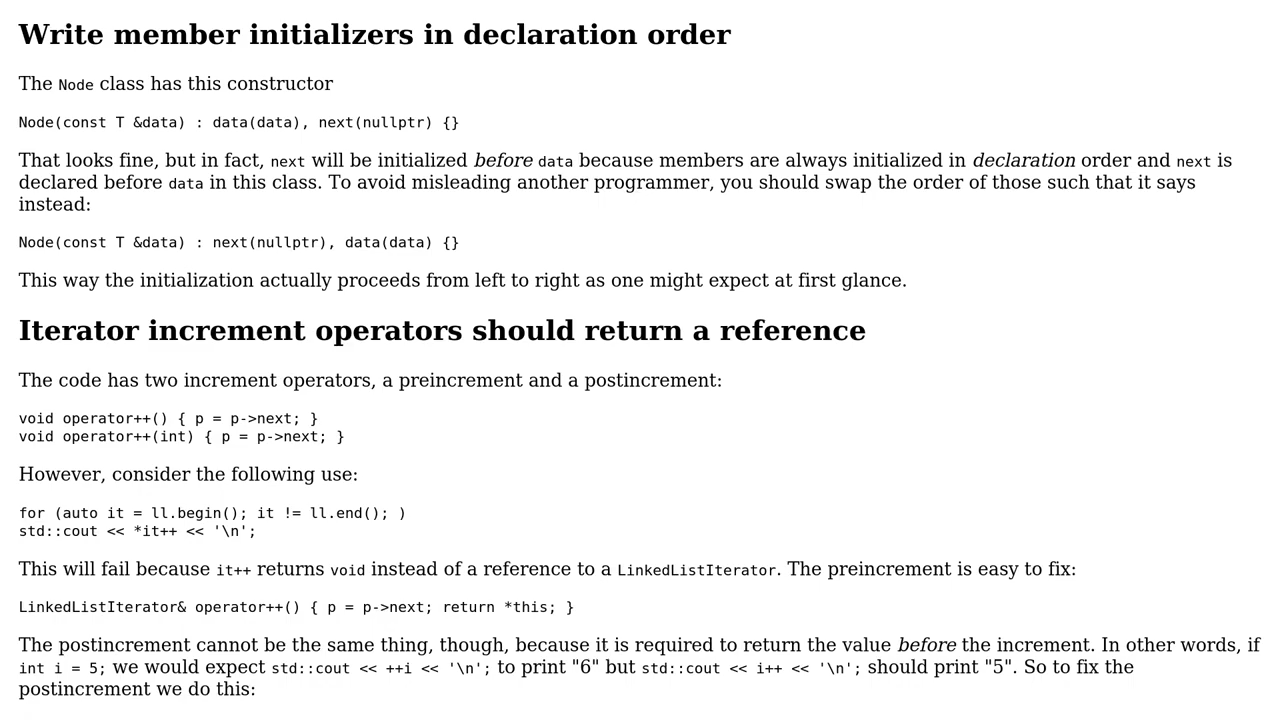 Write member initializers in declaration order
The Node class has this constructor
Node(const T &data) : data(data), next(nullptr) {}
That looks fine, but in fact, next will be initialized before data because members are always initialized in declaration order and next is
declared before data in this class. To avoid misleading another programmer, you should swap the order of those such that it says
instead:
Node(const T &data) : next(nullptr), data(data) {}
This way the initialization actually proceeds from left to right as one might expect at first glance.
Iterator increment operators should return a reference
The code has two increment operators, a preincrement and a postincrement:
void operator++() { p = p->next; }
void operator++(int) { p = p->next; }
However, consider the following use:
for (auto it = ll.begin(); it != ll.end(); )
std::cout << *it++ << '\n';
This will fail because it++ returns void instead of a reference to a LinkedListIterator. The preincrement is easy to fix:
LinkedListIterator& operator++() { p = p->next; return *this; }
The postincrement cannot be the same thing, though, because it is required to return the value before the increment. In other words, if
int i = 5; we would expect std::cout << ++i << '\n'; to print "6" but std::cout << i++ << '\n'; should print "5". So to fix the
postincrement we do this: